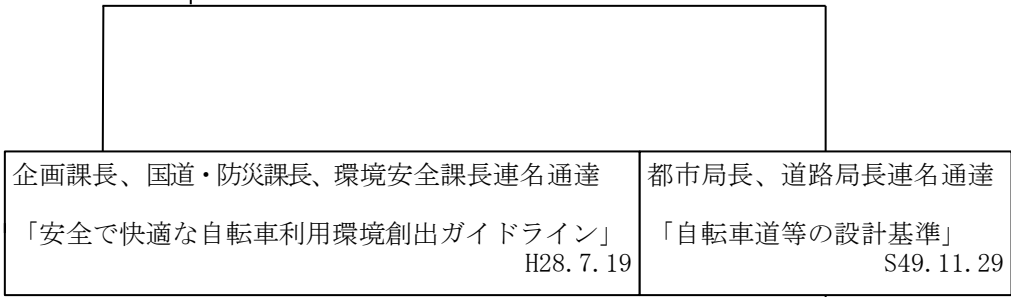 企画課長、国道・防災課長、環境安全課長連名通達
「安全で快適な自転車利用環境創出ガイドライン」
H28.7.19
都市局長、道路局長連名通達
「自転車道等の設計基準」
S49.11.29